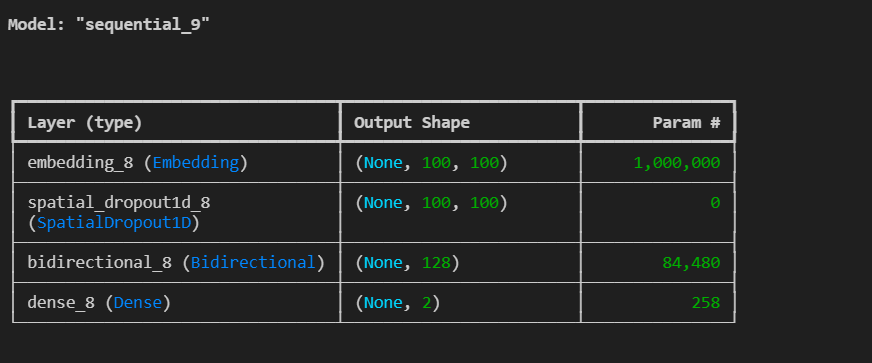 Model: "sequential_9"
Layer (type) Output Shape Param #
embedding_8 (Embedding) (None, 100, 100) 1,000,000
spatial_dropout1d_8 (None, 100, 100) 0
(SpatialDropout1D)
bidirectional_8 (Bidirectional) (None, 128) 84,480
dense_8 (Dense) (None, 2) 258